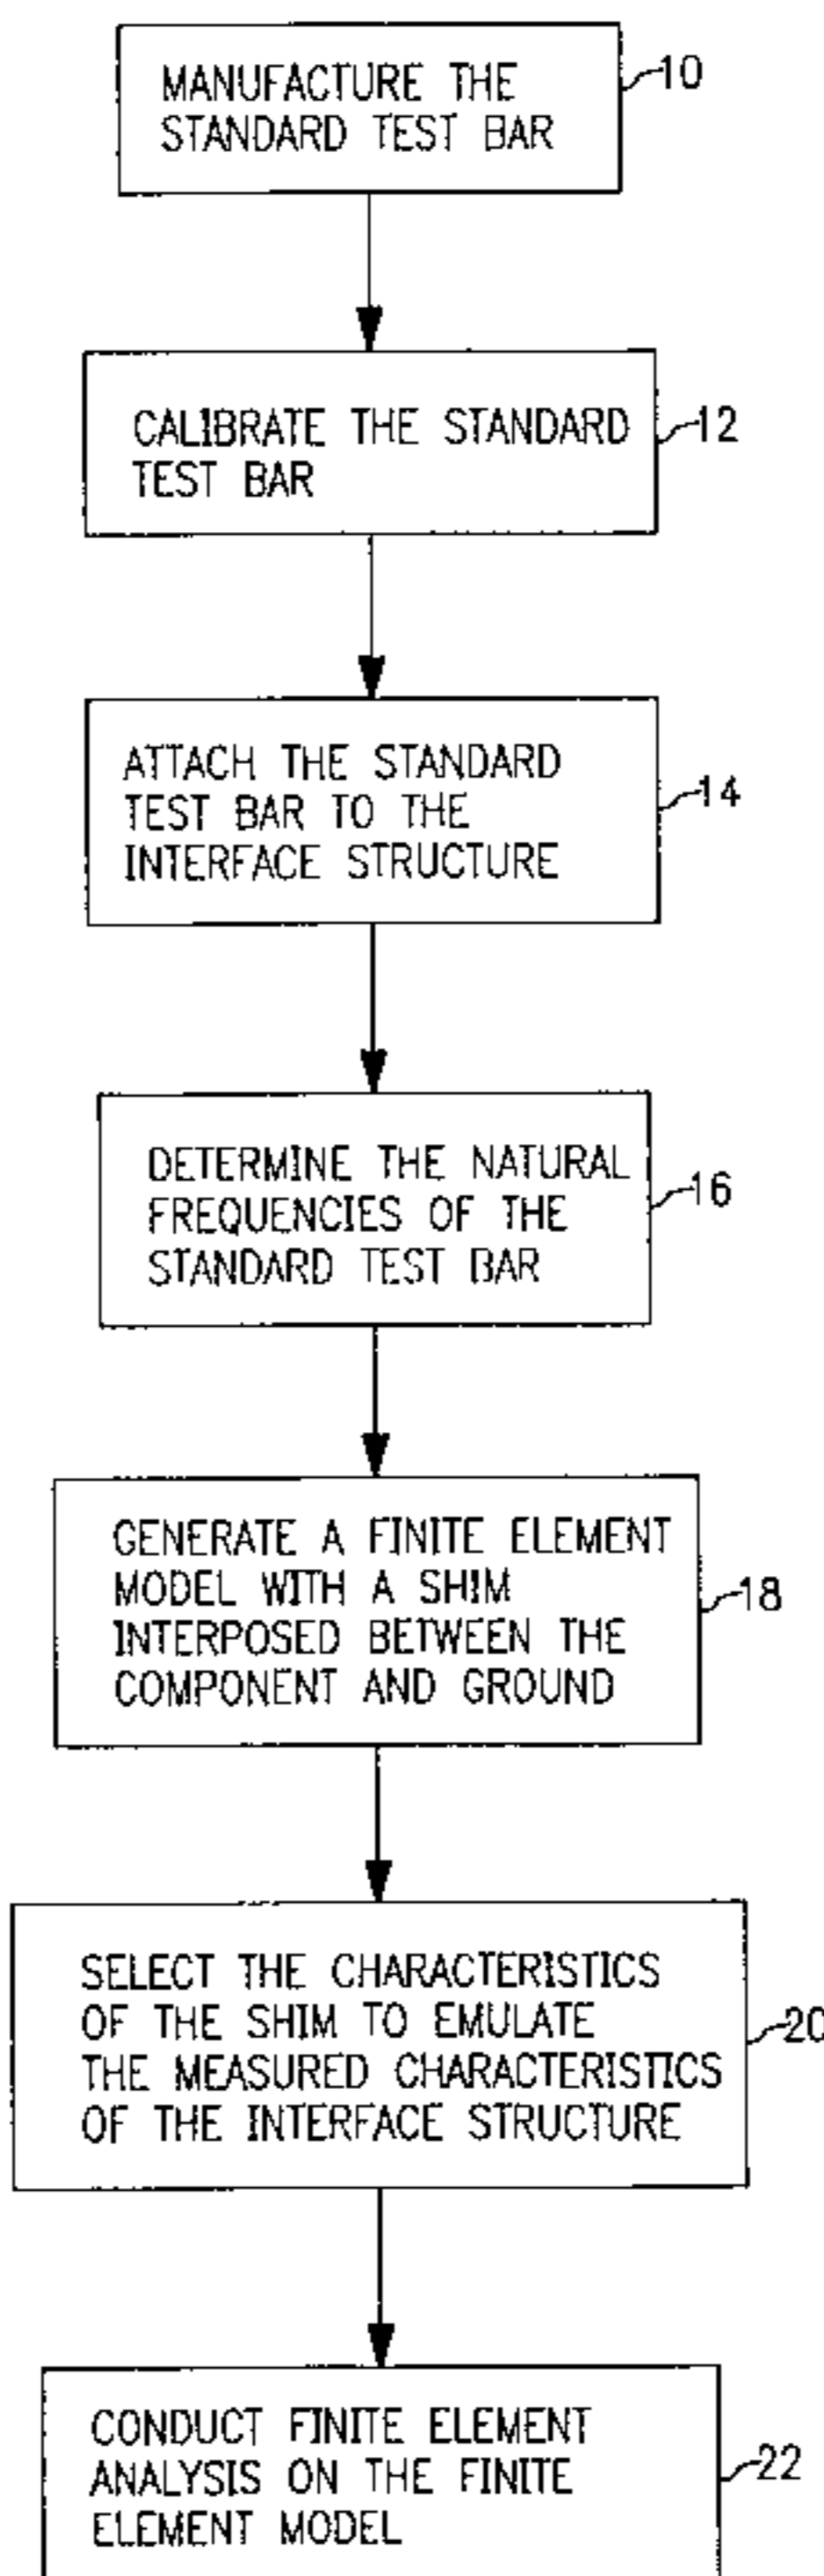 MANUFACTURE THE
STANDARD TEST BAR
10
CALIBRATE THE STANDARD
TEST BAR
12
ATTACH THE STANDARD
TEST BAR TO THE
INTERFACE STRUCTURE
14
DETERMINE THE NATURAL
FREQUENCIES OF THE
STANDARD TEST BAR
16
GENERATE A FINITE ELEMENT
MODEL WITH A SHIM
INTERPOSED BETWEEN THE
COMPONENT AND GROUND
18
SELECT THE CHARACTERISTICS
OF THE SHIM TO EMULATE
THE MEASURED CHARACTERISTICS
OF THE INTERFACE STRUCTURE
20
CONDUCT FINITE ELEMENT
ANALYSIS ON THE FINITE
ELEMENT MODEL
22